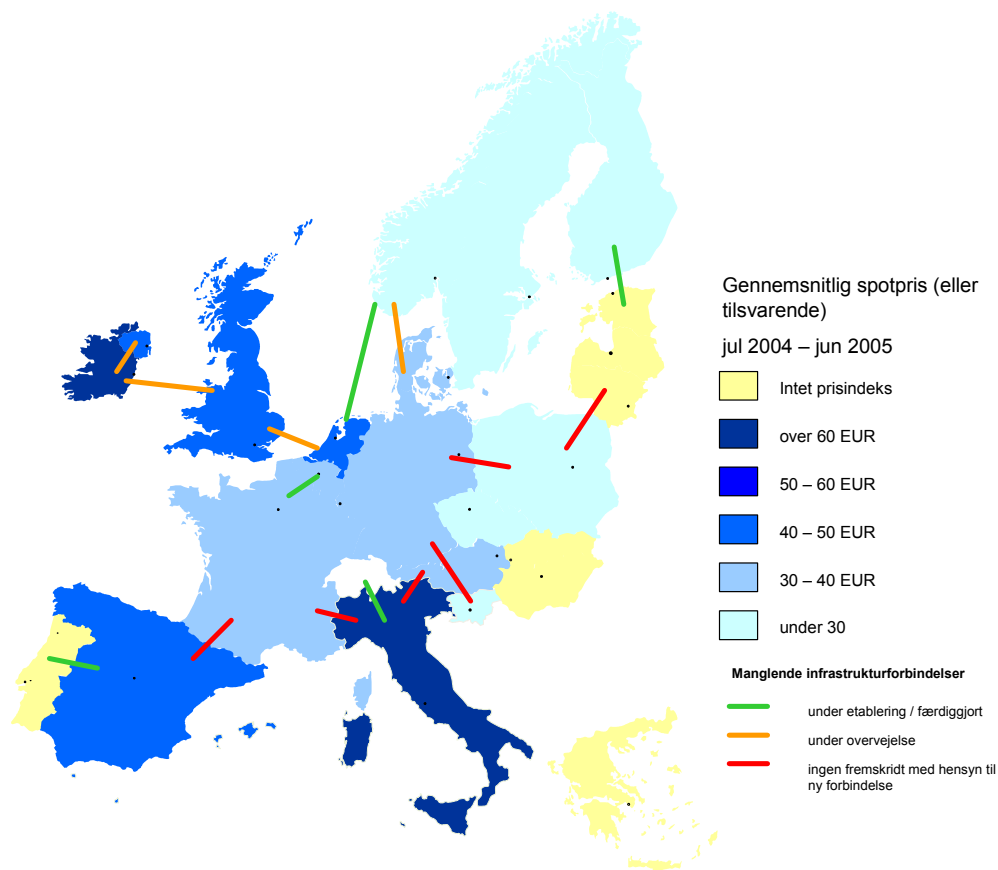 Gennemsnitlig spotpris (eller
tilsvarende)
jul 2004 – jun 2005
Intet prisindeks
over 60 EUR
50 – 60 EUR
40 – 50 EUR
30 – 40 EUR
under 30
Manglende infrastrukturforbindelser
under etablering / færdiggjort
under overvejelse
ingen fremskridt med hensyn til
ny forbindelse